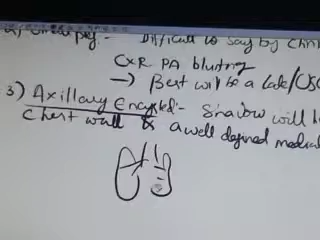 Difficult to say by
CXR PA blunting
→ Best will be a
3) Axillary Encysted:- Shadow will
Chest wall & a well defined medial